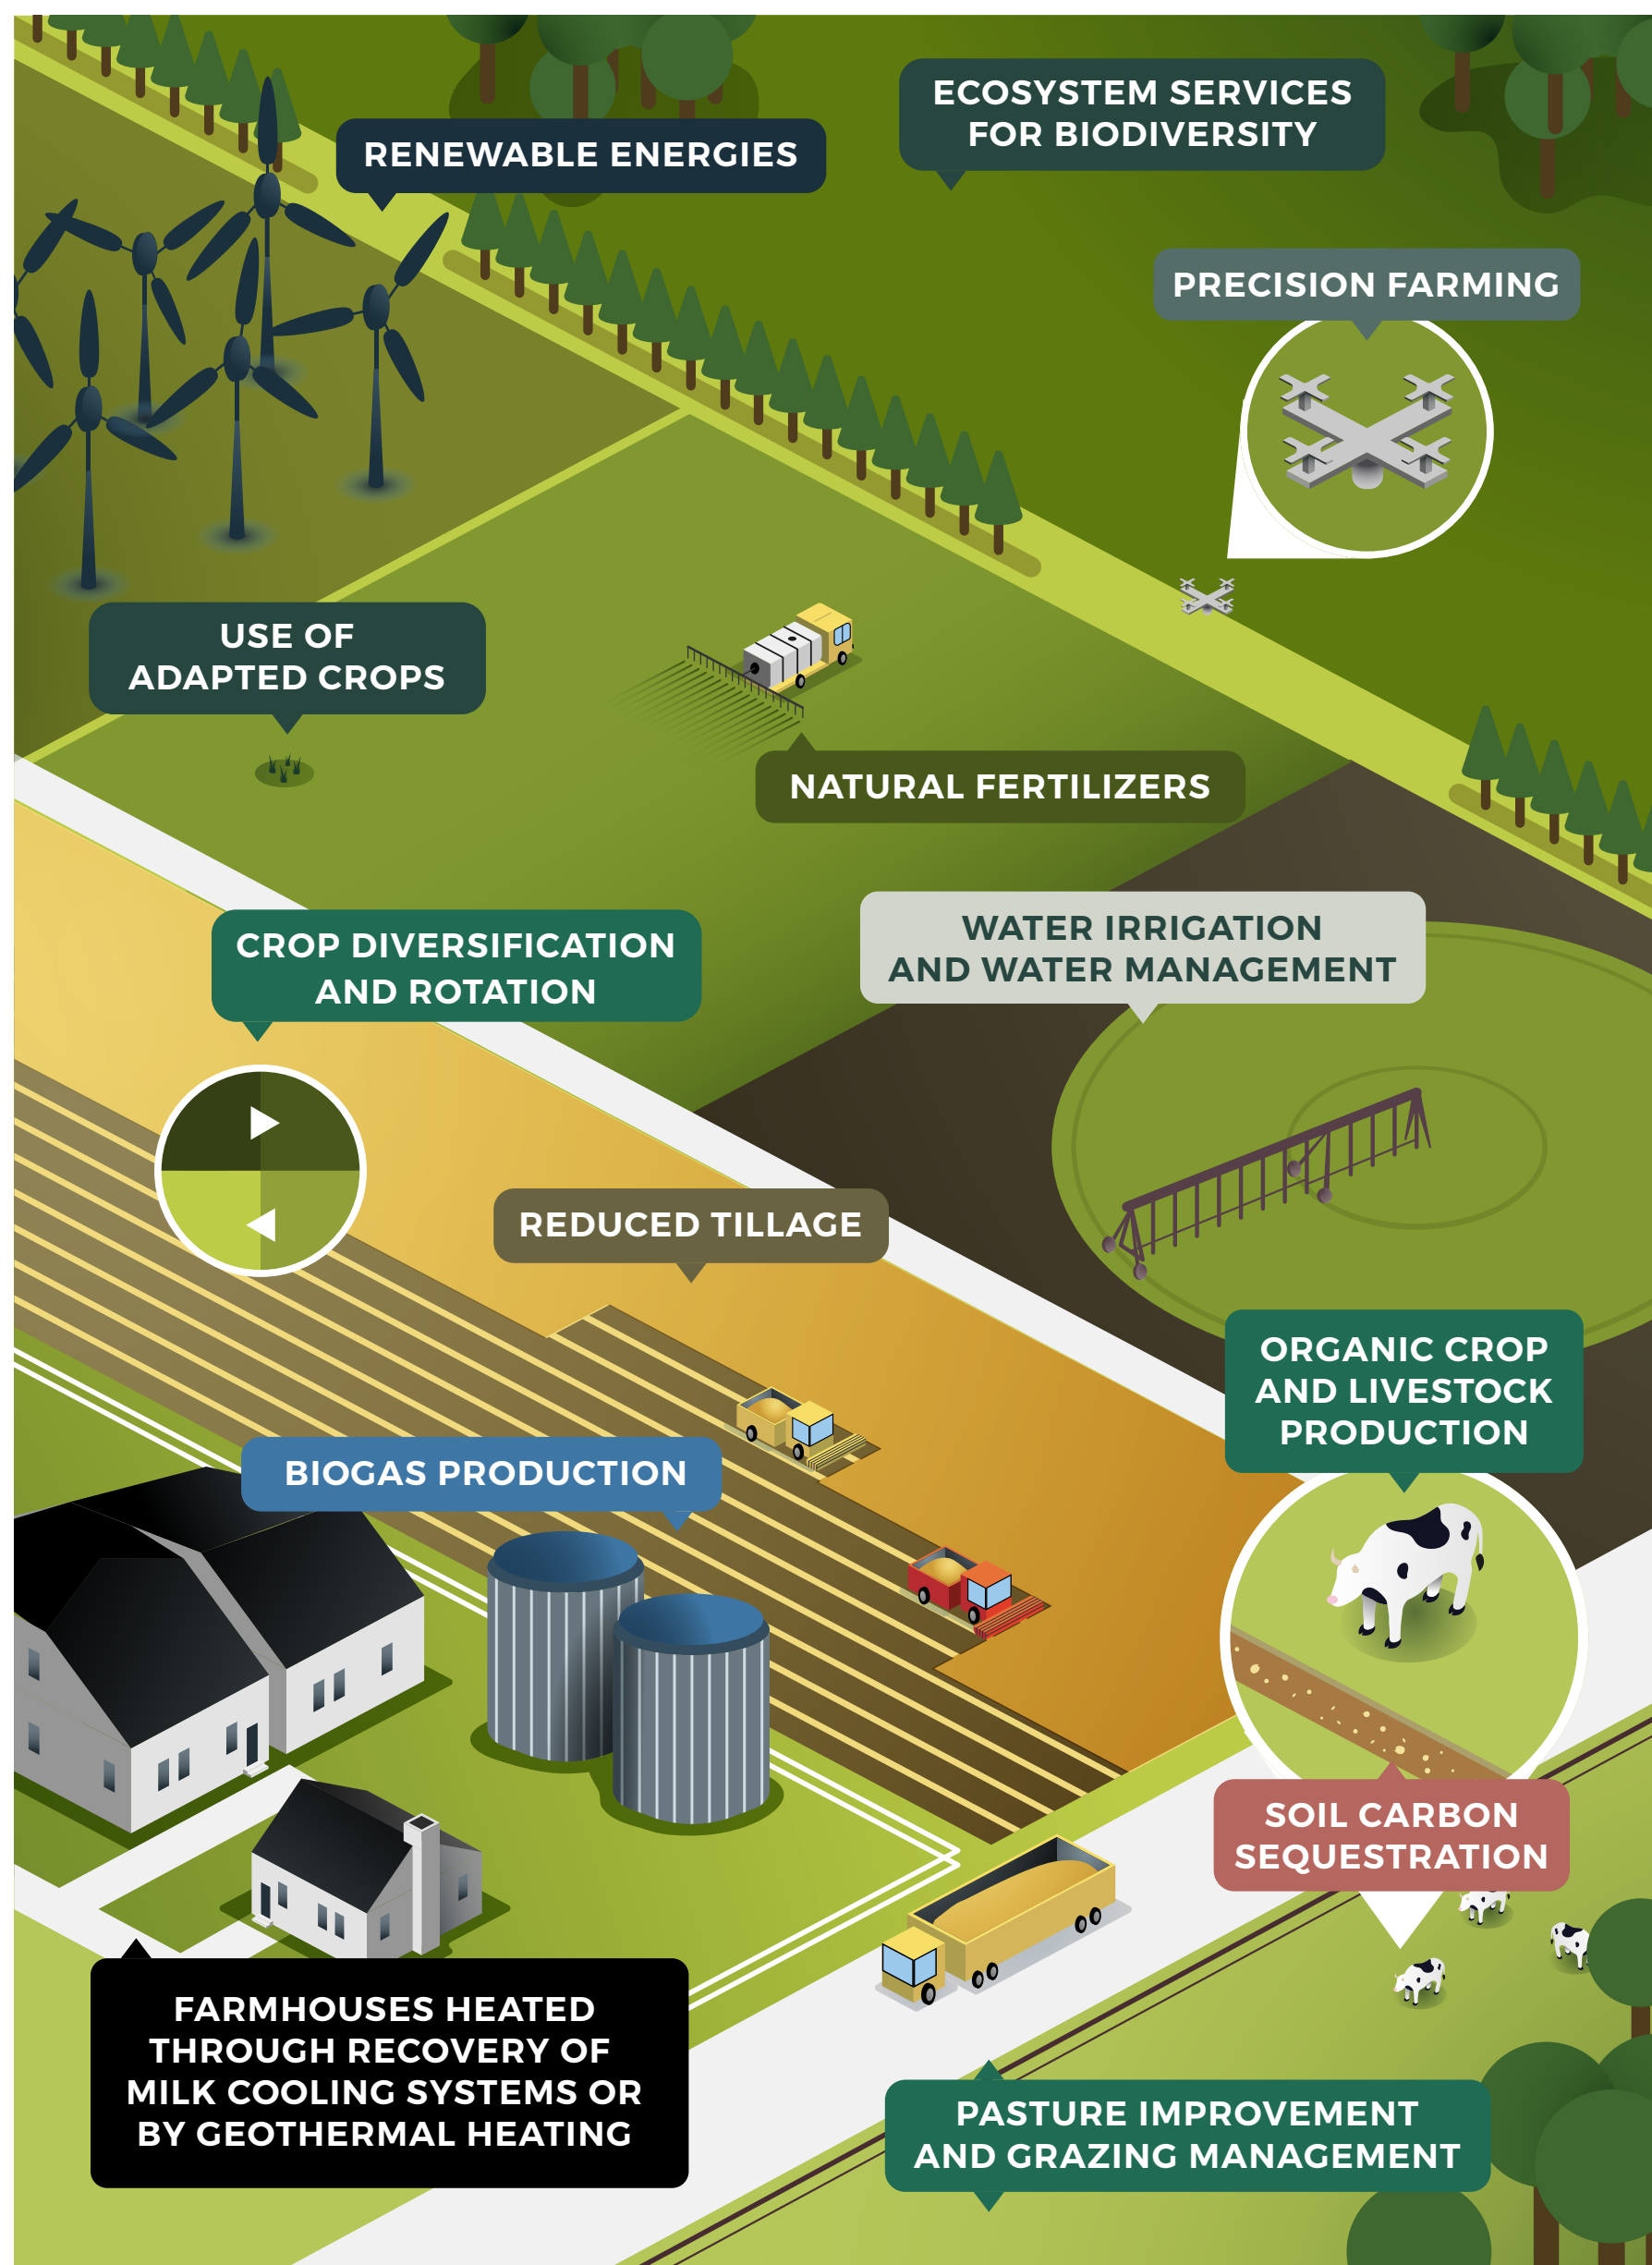 ECOSYSTEM SERVICES
FOR BIODIVERSITY
RENEWABLE ENERGIES
PRECISION FARMING
USE OF
ADAPTED CROPS
NATURAL FERTILIZERS
CROP DIVERSIFICATION
AND ROTATION
WATER IRRIGATION
AND WATER MANAGEMENT
REDUCED TILLAGE
ORGANIC CROP
AND LIVESTOCK
PRODUCTION
BIOGAS PRODUCTION
SOIL CARBON
SEQUESTRATION
FARMHOUSES HEATED
THROUGH RECOVERY OF
MILK COOLING SYSTEMS OR
BY GEOTHERMAL HEATING
PASTURE IMPROVEMENT
AND GRAZING MANAGEMENT